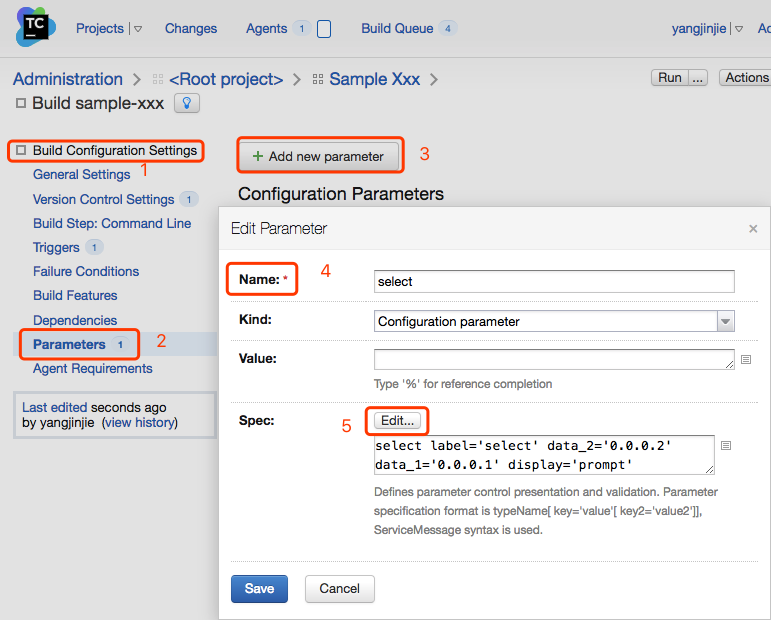 TC
Projects
Changes
Agents 1
Build Queue 4
yangjinjie
Ac
Administration > <Root project> > Sample Xxx >
Run ...
Actions
Build sample-xxx
Build Configuration Settings
1
General Settings
Version Control Settings 1
Build Step: Command Line
Triggers 1
Failure Conditions
Build Features
Dependencies
Parameters 1
2
Agent Requirements
Last edited seconds ago
by yangjinjie (view history)
+ Add new parameter
3
Configuration Parameters
Edit Parameter
×
Name: *
4
select
Kind:
Configuration parameter
Value:
Type '%' for reference completion
Spec:
5
Edit...
select label='select' data_2='0.0.0.2'
data_1='0.0.0.1' display='prompt'
Defines parameter control presentation and validation. Parameter
specification format is typeName[ key='value'[ key2='value2']],
ServiceMessage syntax is used.
Save
Cancel